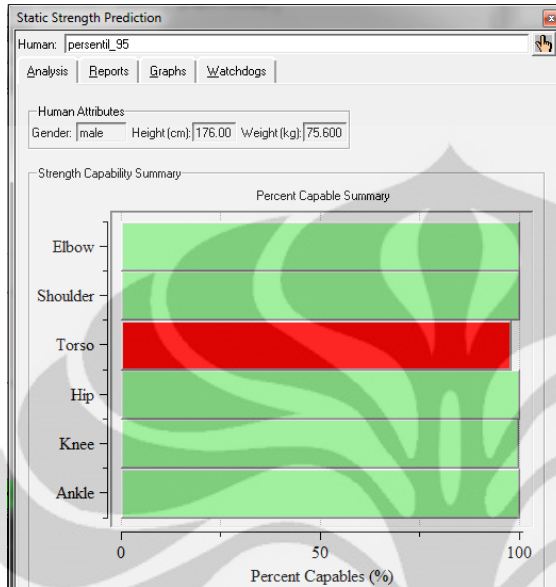 Static Strength Prediction
Human: persentil_95
Analysis Reports Graphs Watchdogs
Human Attributes
Gender: male Height (cm): 176.00 Weight (kg): 75.600
Strength Capability Summary
Percent Capable Summary
Elbow
Shoulder
Torso
Hip
Knee
Ankle
0 50 100
Percent Capables (%)